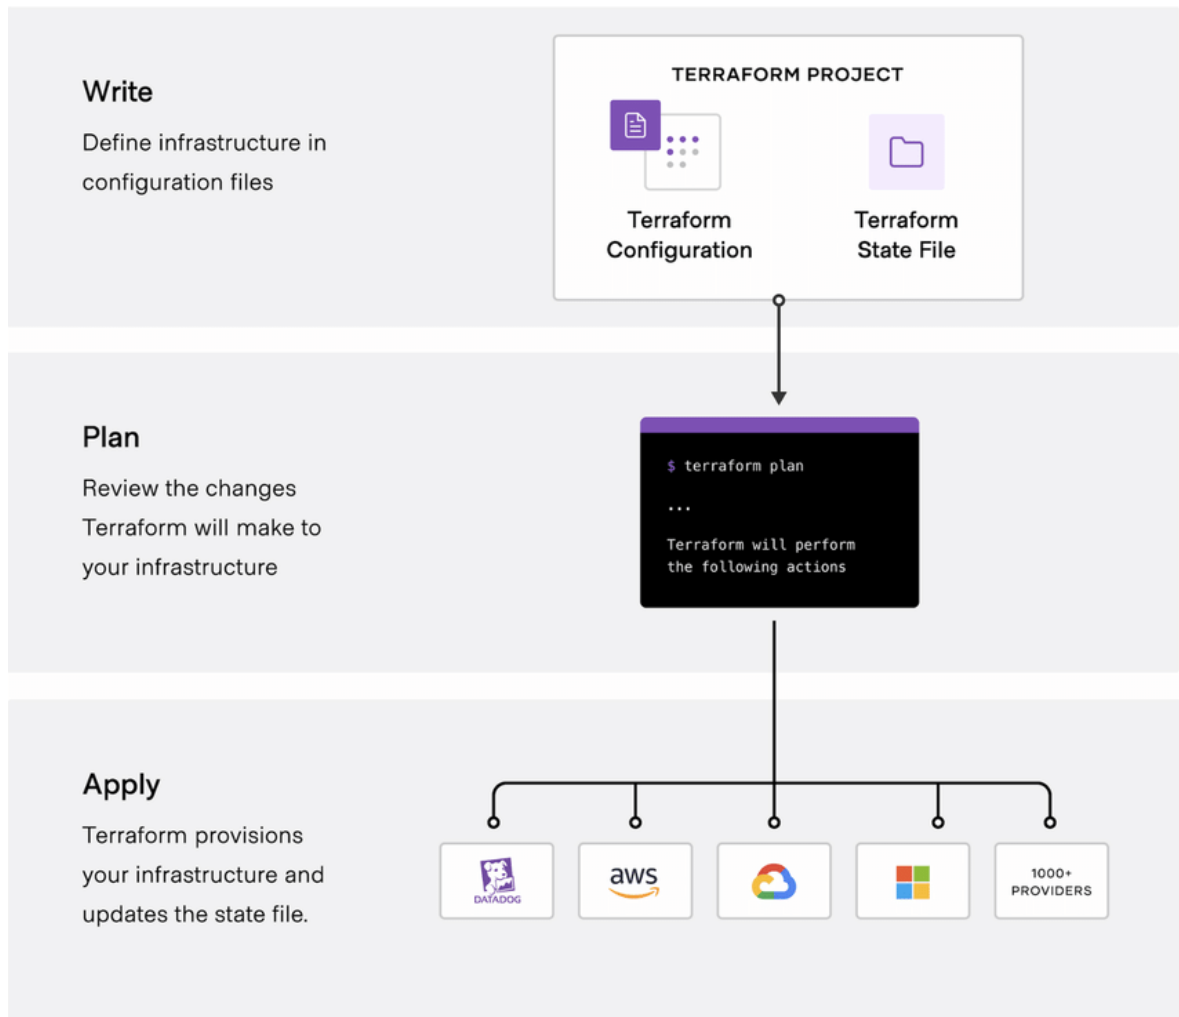 Write
Define infrastructure in
configuration files
TERRAFORM PROJECT
Terraform
Configuration
Terraform
State File
Plan
Review the changes
Terraform will make to
your infrastructure
$ terraform plan
...
Terraform will perform
the following actions
Apply
Terraform provisions
your infrastructure and
updates the state file.
DATADOG
aws
1000+
PROVIDERS